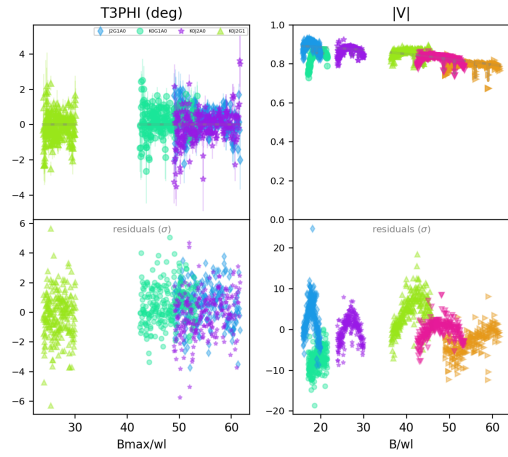 T3PHI (deg)
J2G1A0 K0G1A0 K0J2A0 K0J2G1
4
2
0
−2
−4
residuals (σ)
6
4
2
0
−2
−4
−6
30 40 50 60
Bmax/wl
|V|
1.0
0.8
0.6
0.4
0.2
0.0
residuals (σ)
20
10
0
−10
−20
20 30 40 50 60
B/wl